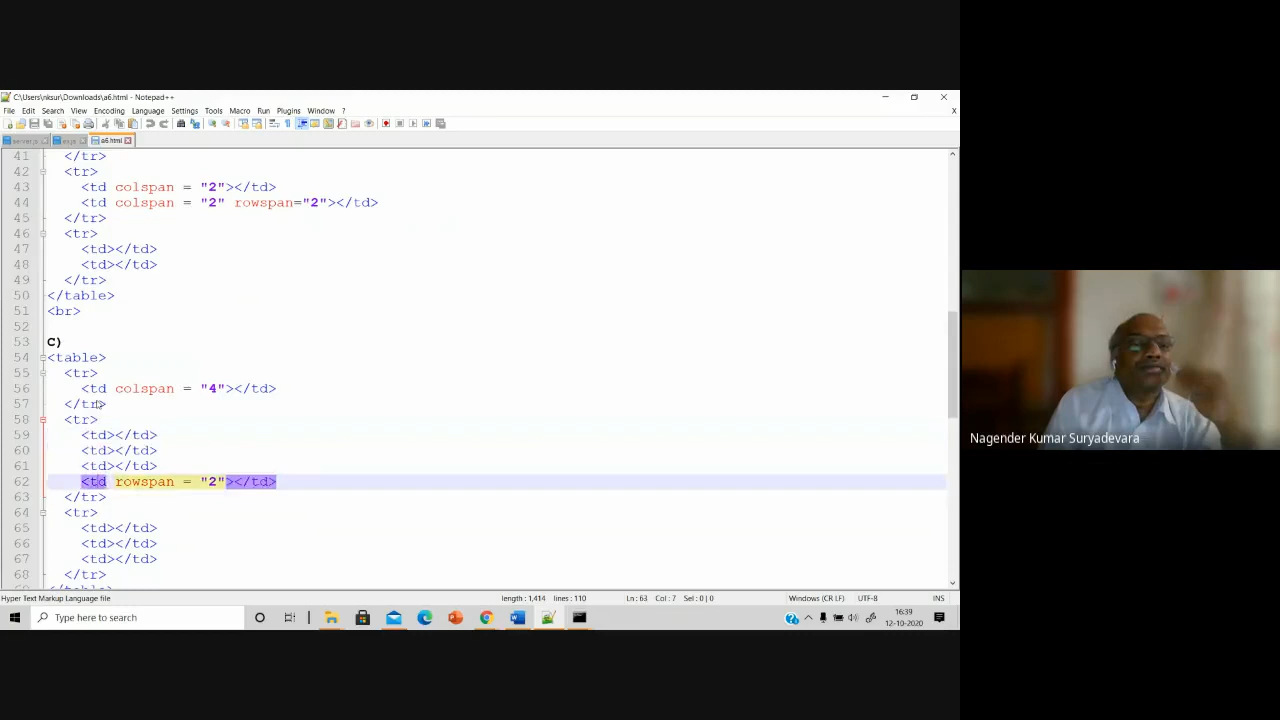 C:\Users\nksur\Downloads\a6.html - Notepad++
File Edit Search View Encoding Language Settings Tools Macro Run Plugins Window ?
server.js a6.html
41 </tr>
42 <tr>
43 <td colspan = "2"></td>
44 <td colspan = "2" rowspan="2"></td>
45 </tr>
46 <tr>
47 <td></td>
48 <td></td>
49 </tr>
50 </table>
51 <br>
52
53 C)
54 <table>
55 <tr>
56 <td colspan = "4"></td>
57 </tr>
58 <tr>
59 <td></td>
60 <td></td>
61 <td></td>
62 <td rowspan = "2"></td>
63 </tr>
64 <tr>
65 <td></td>
66 <td></td>
67 <td></td>
68 </tr>
Hyper Text Markup Language file length : 1,414 lines : 110 Ln : 63 Col : 7 Sel : 0 | 0 Windows (CR LF) UTF-8 INS
Type here to search
16:39
12-10-2020
Nagender Kumar Suryadevara